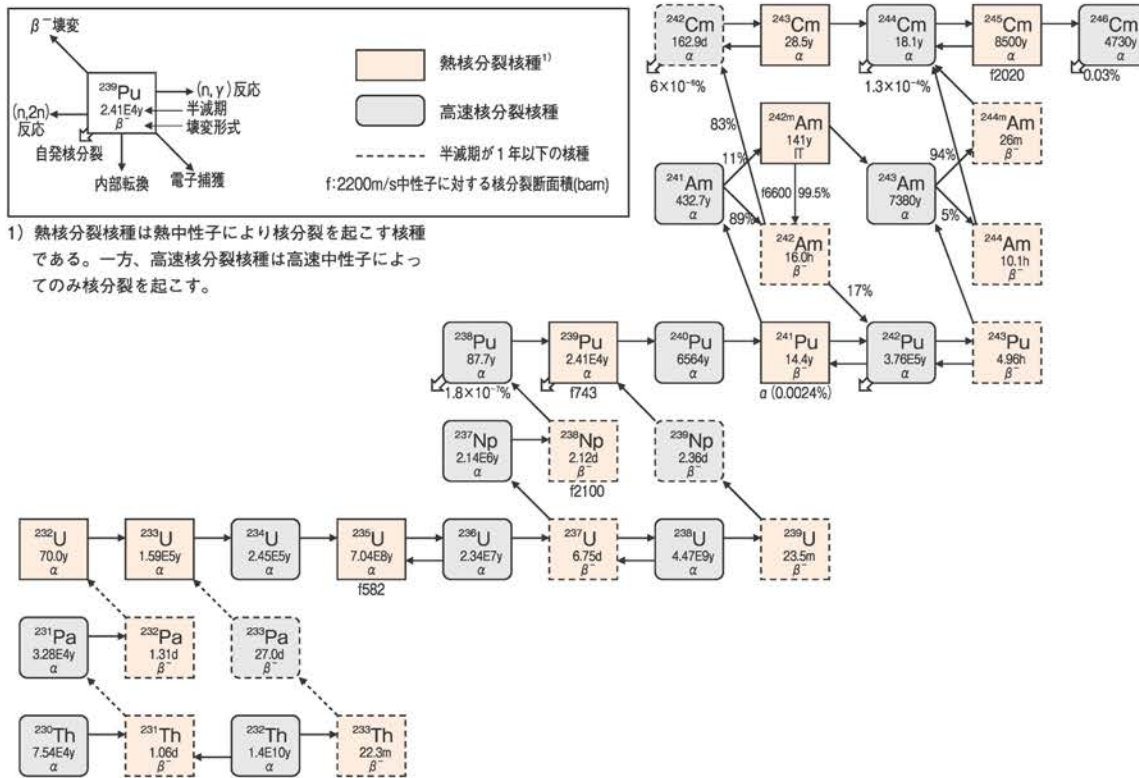 β⁻壊変
²³⁹Pu
2.41E4y
β⁻
(n, γ) 反応
半減期
壊変形式
(n,2n)
反応
自発核分裂
内部転換
電子捕獲
熱核分裂核種¹⁾
高速核分裂核種
半減期が1年以下の核種
f:2200m/s中性子に対する核分裂断面積(barn)
1) 熱核分裂核種は熱中性子により核分裂を起こす核種
である。一方、高速核分裂核種は高速中性子によっ
てのみ核分裂を起こす。
²⁴²Cm
162.9d
α
6×10⁻⁶%
²⁴³Cm
28.5y
α
²⁴⁴Cm
18.1y
α
1.3×10⁻⁴%
²⁴⁵Cm
8500y
α
f2020
²⁴⁶Cm
4730y
α
0.03%
83%
²⁴²ᵐAm
141y
IT
²⁴⁴ᵐAm
26m
β⁻
11%
94%
²⁴¹Am
432.7y
α
89%
f6600
99.5%
²⁴³Am
7380y
α
5%
²⁴²Am
16.0h
β⁻
²⁴⁴Am
10.1h
β⁻
17%
²³⁸Pu
87.7y
α
1.8×10⁻⁷%
²³⁹Pu
2.41E4y
α
f743
²⁴⁰Pu
6564y
α
²⁴¹Pu
14.4y
β⁻
α (0.0024%)
²⁴²Pu
3.76E5y
α
²⁴³Pu
4.96h
β⁻
²³⁷Np
2.14E6y
α
²³⁸Np
2.12d
β⁻
f2100
²³⁹Np
2.36d
β⁻
²³²U
70.0y
α
²³³U
1.59E5y
α
²³⁴U
2.45E5y
α
²³⁵U
7.04E8y
α
f582
²³⁶U
2.34E7y
α
²³⁷U
6.75d
β⁻
²³⁸U
4.47E9y
α
²³⁹U
23.5m
β⁻
²³¹Pa
3.28E4y
α
²³²Pa
1.31d
β⁻
²³³Pa
27.0d
β⁻
²³⁰Th
7.54E4y
α
²³¹Th
1.06d
β⁻
²³²Th
1.4E10y
α
²³³Th
22.3m
β⁻